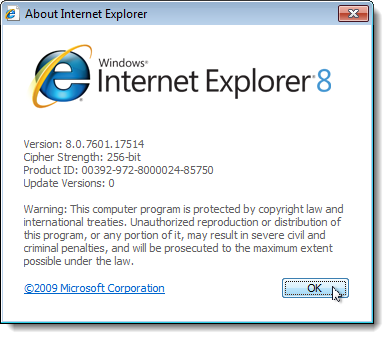 About Internet Explorer
Windows®
Internet Explorer 8
Version: 8.0.7601.17514
Cipher Strength: 256-bit
Product ID: 00392-972-8000024-85750
Update Versions: 0
Warning: This computer program is protected by copyright law and
international treaties. Unauthorized reproduction or distribution of
this program, or any portion of it, may result in severe civil and
criminal penalties, and will be prosecuted to the maximum extent
possible under the law.
©2009 Microsoft Corporation
OK